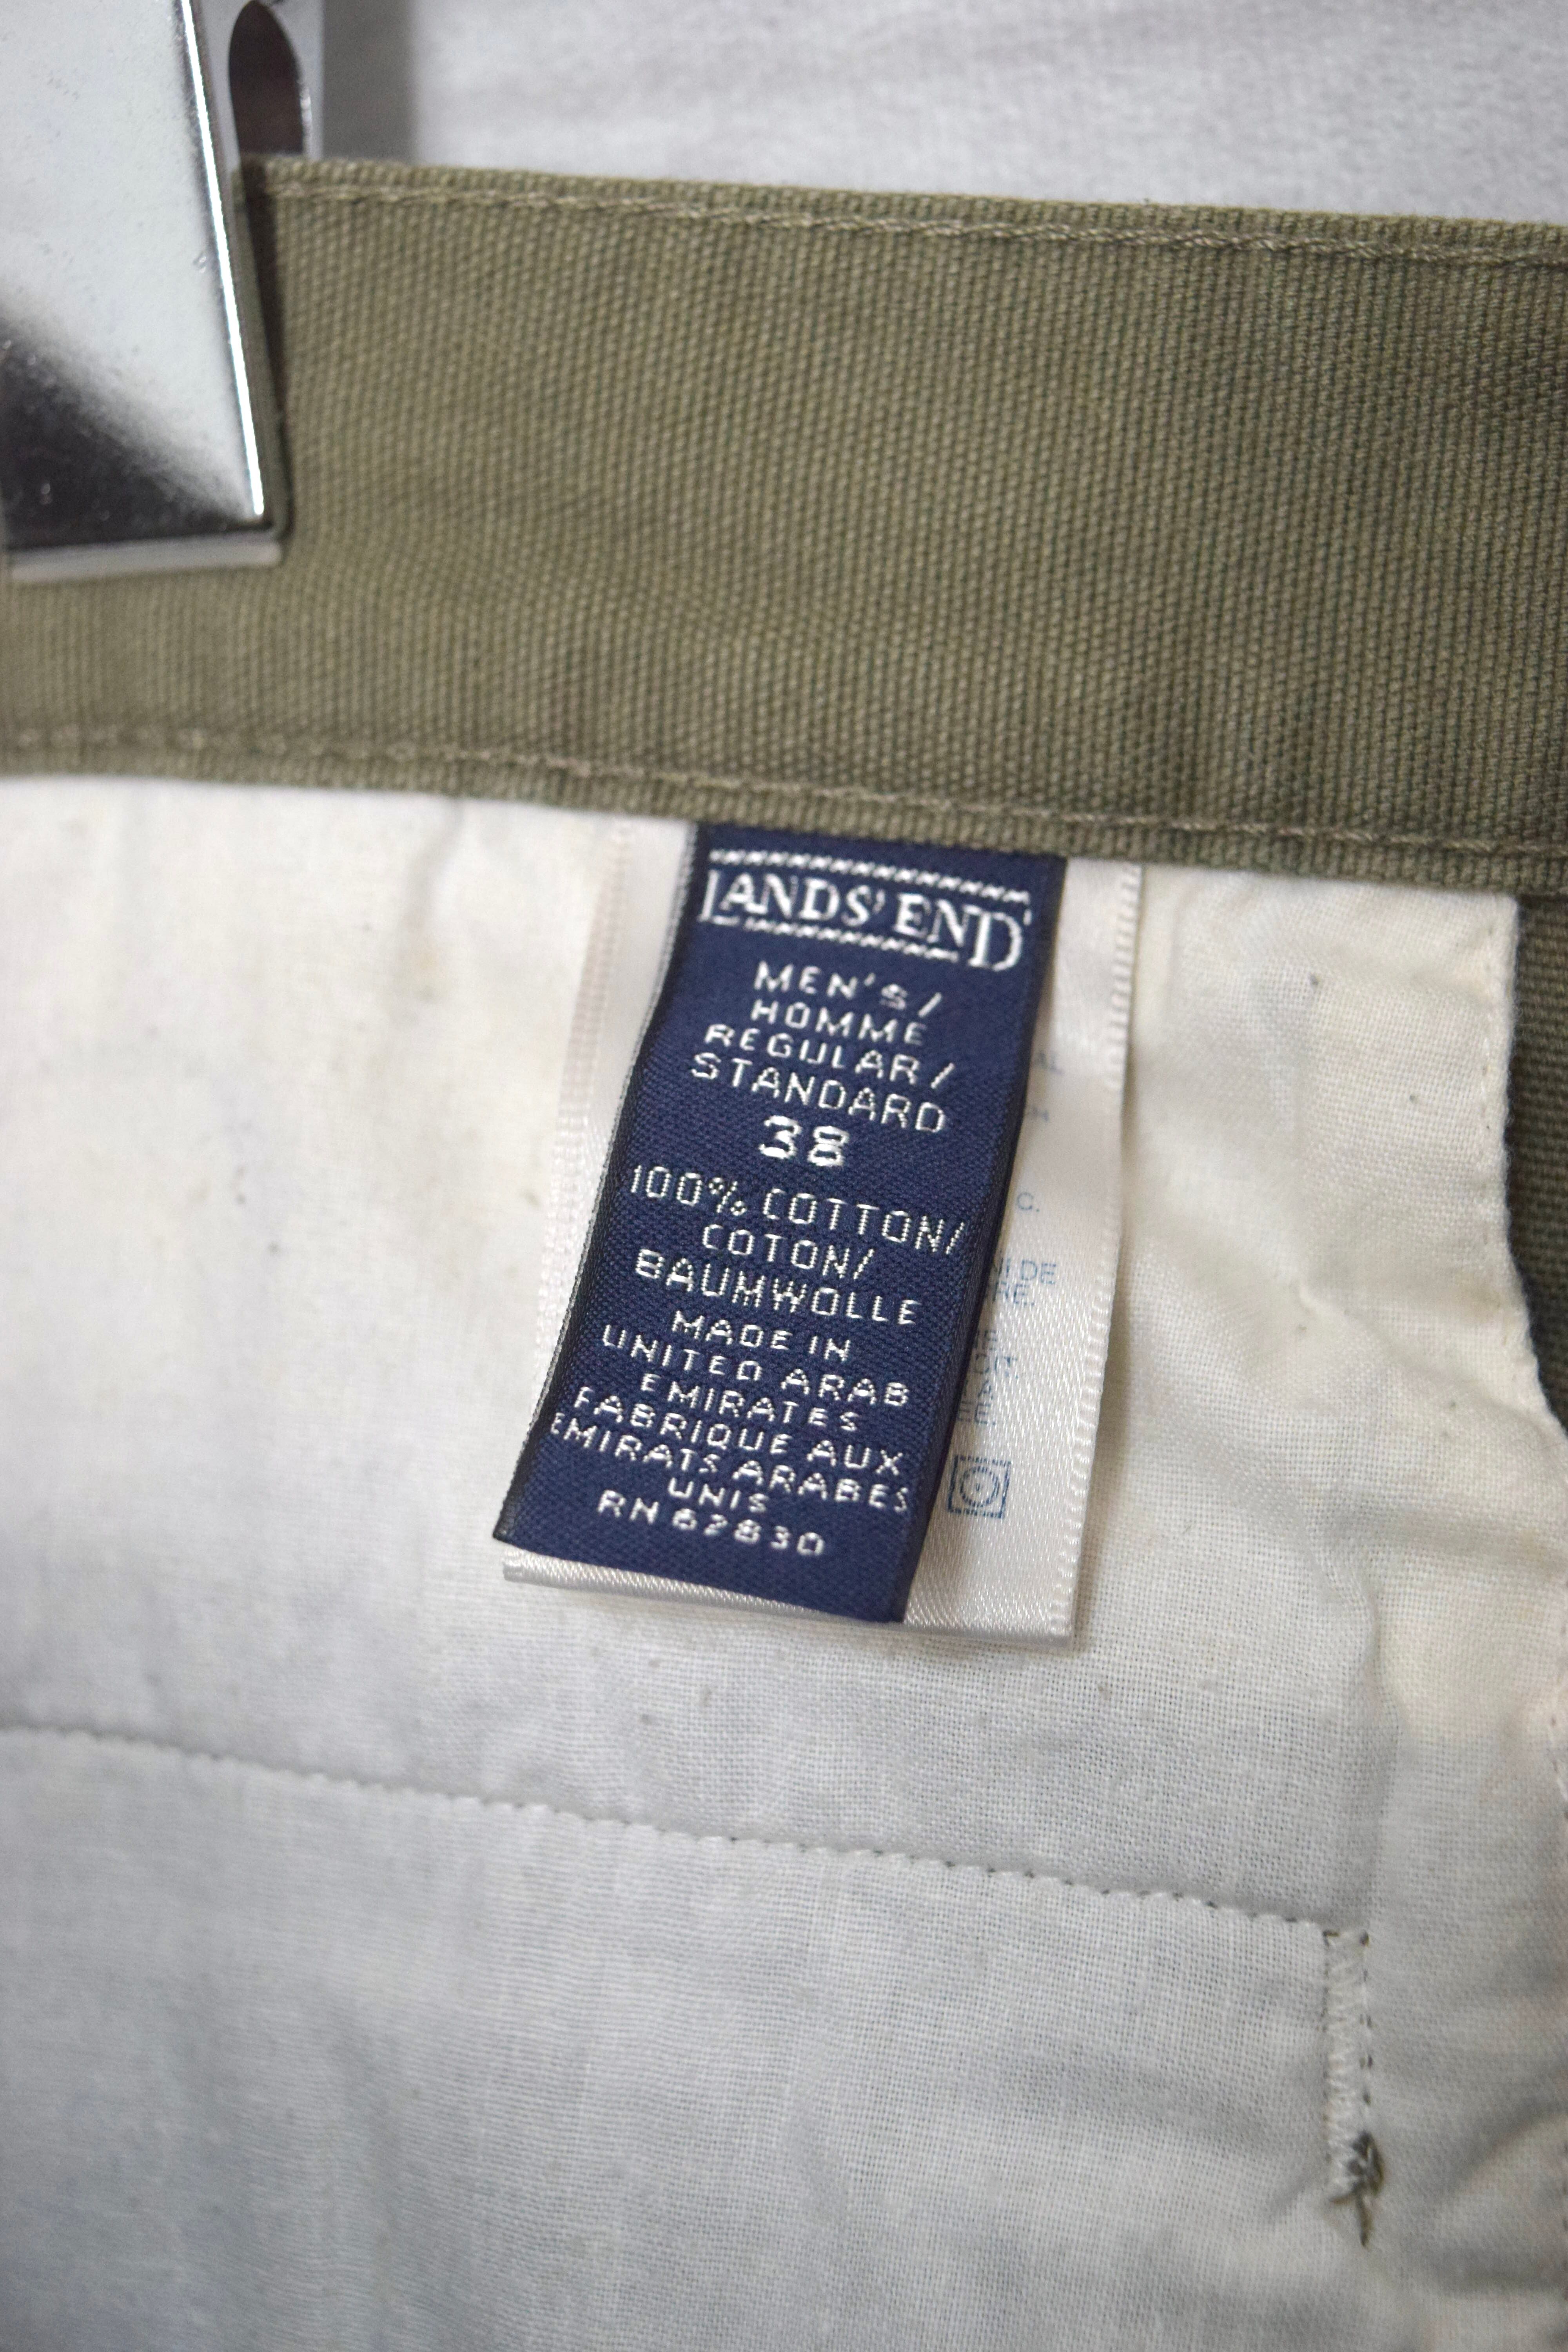 LANDS' END
MEN'S/
HOMME
REGULAR/
STANDARD
38
100% COTTON/
COTON/
BAUMWOLLE
MADE IN
UNITED ARAB
EMIRATES
FABRIQUE AUX
EMIRATS ARABES
UNIS
RN 62830
C.
DE